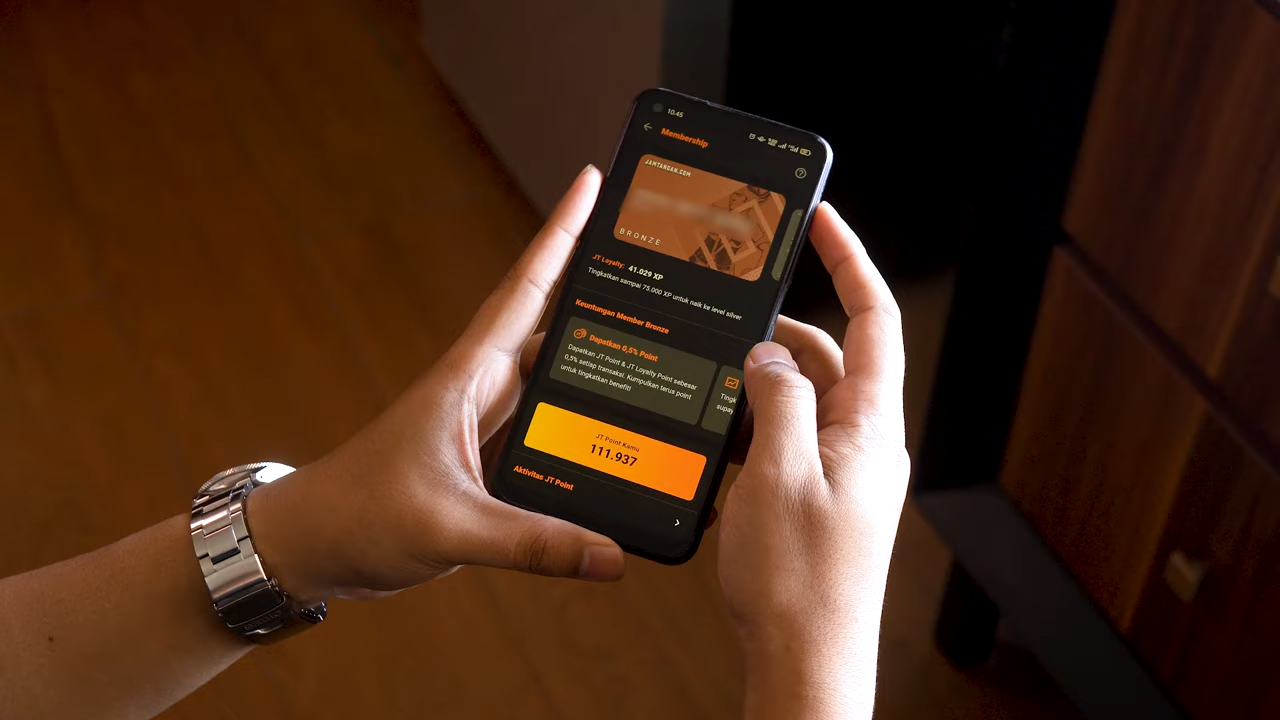 10.45
Membership
JAMTANGAN.COM
BRONZE
JT Loyalty: 41.029 XP
Tingkatkan sampai 75.000 XP untuk naik ke level silver
Keuntungan Member Bronze
Dapatkan 0,5% Point
Dapatkan JT Point & JT Loyalty Point sebesar
0,5% setiap transaksi. Kumpulkan terus point
untuk tingkatkan benefit!
Tingk
supay
JT Point Kamu
111.937
Aktivitas JT Point